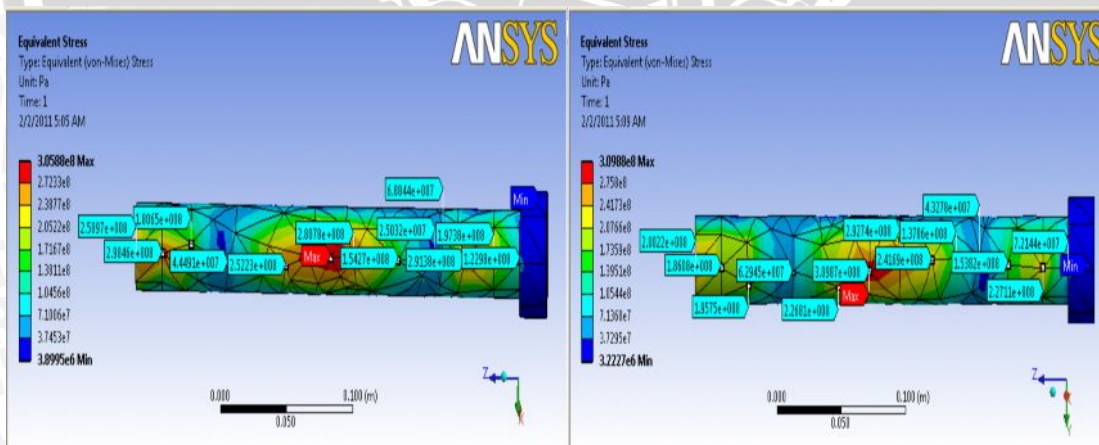 Equivalent Stress
Type: Equivalent (von-Mises) Stress
Unit: Pa
Time: 1
2/2/2011 5:05 AM
ANSYS
3.0588e8 Max
2.7233e8
2.3877e8
2.0522e8
1.7167e8
1.3811e8
1.0456e8
7.1006e7
3.7453e7
3.8995e6 Min
6.8844e+007
Min
2.5897e+008
1.8065e+008
2.8878e+008
2.5032e+007
1.9738e+008
2.9846e+008
4.4491e+007
2.5223e+008
Max
1.5427e+008
2.9138e+008
1.2298e+008
0.000
0.100 (m)
0.050
Z
X
Equivalent Stress
Type: Equivalent (von-Mises) Stress
Unit: Pa
Time: 1
2/2/2011 5:09 AM
ANSYS
3.0988e8 Max
2.758e8
2.4173e8
2.0766e8
1.7359e8
1.3951e8
1.0544e8
7.1368e7
3.7295e7
3.2227e6 Min
4.3278e+007
2.8022e+008
2.9274e+008
1.3706e+008
7.2144e+007
1.8608e+008
6.2945e+007
3.0987e+008
2.4169e+008
1.5382e+008
Min
1.9575e+008
2.2681e+008
Max
2.2711e+008
0.000
0.100 (m)
0.050
Z
Y